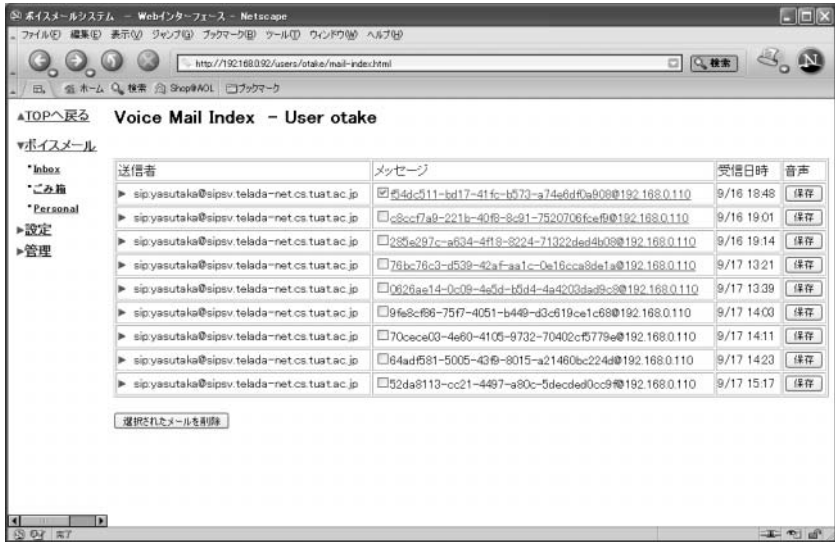 ボイスメールシステム － Webインターフェース - Netscape
ファイル(F) 編集(E) 表示(V) ジャンプ(G) ブックマーク(B) ツール(T) ウィンドウ(W) ヘルプ(H)
http://192.168.0.92/users/otake/mail-index.html
検索
ホーム 検索 Shop@AOL ブックマーク
▲TOPへ戻る
Voice Mail Index － User otake
▼ボイスメール
・Inbox
・ごみ箱
・Personal
▶設定
▶管理
送信者 メッセージ 受信日時 音声
▶ sip:yasutaka@sipsv.telada-net.cs.tuat.ac.jp f54dc511-bd17-41fc-b573-a74e6df0a908@192.168.0.110 9/16 18:48 保存
▶ sip:yasutaka@sipsv.telada-net.cs.tuat.ac.jp c8ccf7a9-221b-40f8-8c91-7520706fcef9@192.168.0.110 9/16 19:01 保存
▶ sip:yasutaka@sipsv.telada-net.cs.tuat.ac.jp 285e297c-a634-4f18-8224-71322ded4b08@192.168.0.110 9/16 19:14 保存
▶ sip:yasutaka@sipsv.telada-net.cs.tuat.ac.jp 76bc76c3-d539-42af-aa1c-0e16cca8de1a@192.168.0.110 9/17 13:21 保存
▶ sip:yasutaka@sipsv.telada-net.cs.tuat.ac.jp 0626ae14-0c09-4e5d-b5d4-4a4203dad9c8@192.168.0.110 9/17 13:39 保存
▶ sip:yasutaka@sipsv.telada-net.cs.tuat.ac.jp 9fe8cf86-75f7-4051-b449-d3c619ce1c68@192.168.0.110 9/17 14:03 保存
▶ sip:yasutaka@sipsv.telada-net.cs.tuat.ac.jp 70cece03-4e60-4105-9732-70402cf5779e@192.168.0.110 9/17 14:11 保存
▶ sip:yasutaka@sipsv.telada-net.cs.tuat.ac.jp 64adf581-5005-43f9-8015-a21460bc224d@192.168.0.110 9/17 14:23 保存
▶ sip:yasutaka@sipsv.telada-net.cs.tuat.ac.jp 52da8113-cc21-4497-a80c-5decded0cc9f@192.168.0.110 9/17 15:17 保存
選択されたメールを削除
完了